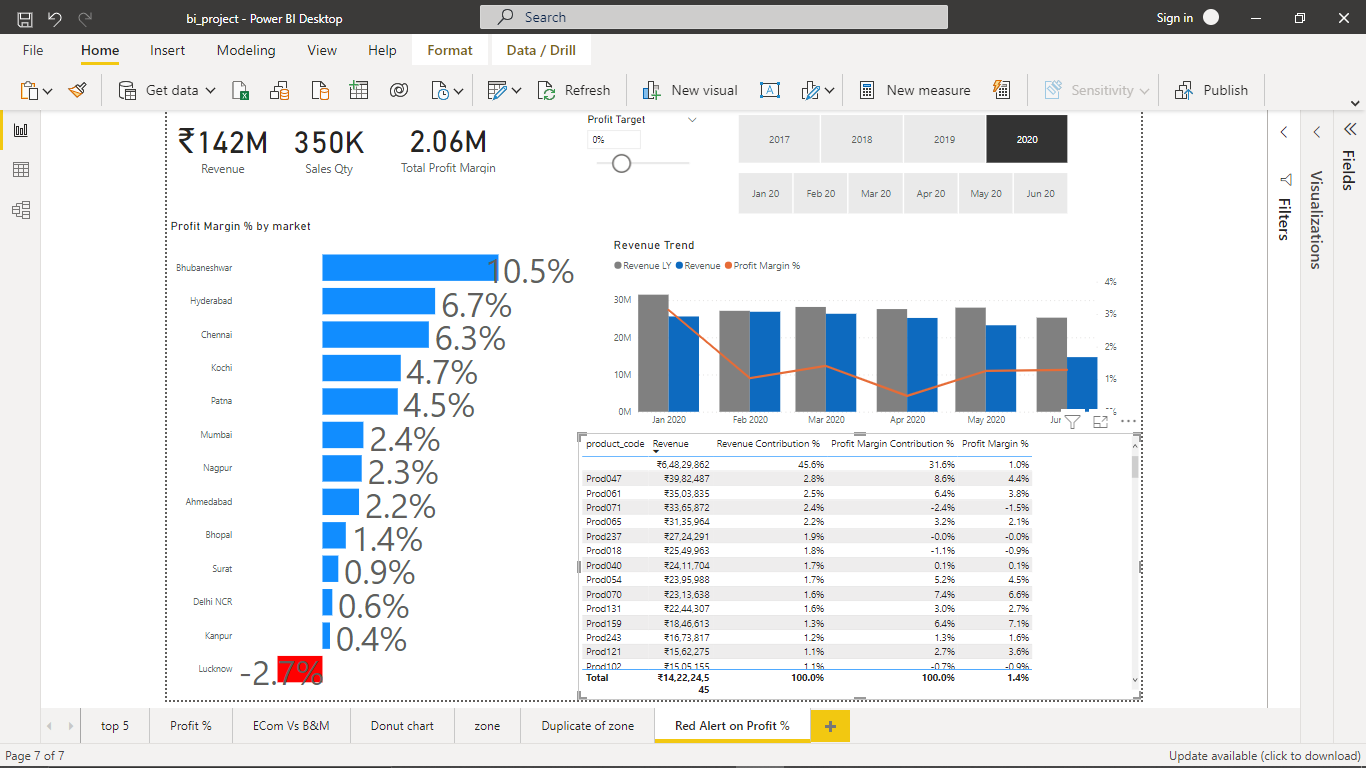 bi_project - Power BI Desktop
Search
Sign in
File Home Insert Modeling View Help Format Data / Drill
Get data Refresh New visual New measure Sensitivity Publish
₹142M 350K 2.06M
Revenue Sales Qty Total Profit Margin
Profit Target
0%
2017 2018 2019 2020
Jan 20 Feb 20 Mar 20 Apr 20 May 20 Jun 20
Filters
Visualizations
Fields
Profit Margin % by market
Bhubaneshwar 10.5%
Hyderabad 6.7%
Chennai 6.3%
Kochi 4.7%
Patna 4.5%
Mumbai 2.4%
Nagpur 2.3%
Ahmedabad 2.2%
Bhopal 1.4%
Surat 0.9%
Delhi NCR 0.6%
Kanpur 0.4%
Lucknow -2.7%
Revenue Trend
Revenue LY Revenue Profit Margin %
4%
30M 3%
20M 2%
10M 1%
0M %
Jan 2020 Feb 2020 Mar 2020 Apr 2020 May 2020 Jur
product_code Revenue Revenue Contribution % Profit Margin Contribution % Profit Margin %
₹6,48,29,862 45.6% 31.6% 1.0%
Prod047 ₹39,82,487 2.8% 8.6% 4.4%
Prod061 ₹35,03,835 2.5% 6.4% 3.8%
Prod071 ₹33,65,872 2.4% -2.4% -1.5%
Prod065 ₹31,35,964 2.2% 3.2% 2.1%
Prod237 ₹27,24,291 1.9% -0.0% -0.0%
Prod018 ₹25,49,963 1.8% -1.1% -0.9%
Prod040 ₹24,11,704 1.7% 0.1% 0.1%
Prod054 ₹23,95,988 1.7% 5.2% 4.5%
Prod070 ₹23,13,638 1.6% 7.4% 6.6%
Prod131 ₹22,44,307 1.6% 3.0% 2.7%
Prod159 ₹18,46,613 1.3% 6.4% 7.1%
Prod243 ₹16,73,817 1.2% 1.3% 1.6%
Prod121 ₹15,62,275 1.1% 2.7% 3.6%
Prod102 ₹15,05,155 1.1% -0.7% -0.9%
Total ₹14,22,24,5 100.0% 100.0% 1.4%
45
top 5 Profit % ECom Vs B&M Donut chart zone Duplicate of zone Red Alert on Profit %
Page 7 of 7
Update available (click to download)